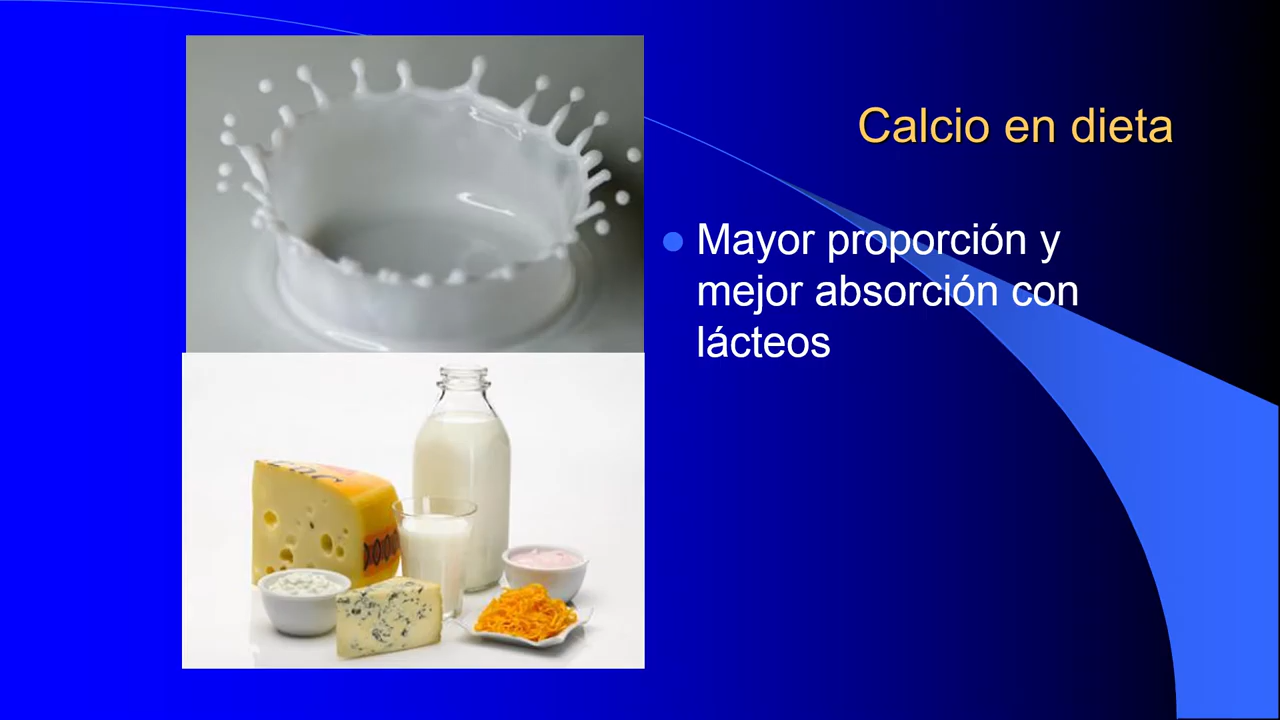 Calcio en dieta
Mayor proporción y
mejor absorción con
lácteos